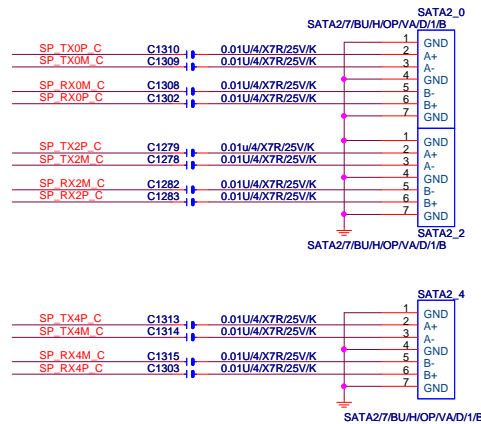 SATA2_0
SATA2/7/BU/H/OP/VA/D/1/B
1 GND
SP_TX0P_C C1310 0.01U/4/X7R/25V/K 2 A+
SP_TX0M_C C1309 0.01U/4/X7R/25V/K 3 A-
4 GND
SP_RX0M_C C1308 0.01U/4/X7R/25V/K 5 B-
SP_RX0P_C C1302 0.01U/4/X7R/25V/K 6 B+
7 GND
1 GND
SP_TX2P_C C1279 0.01u/4/X7R/25V/K 2 A+
SP_TX2M_C C1278 0.01U/4/X7R/25V/K 3 A-
4 GND
SP_RX2M_C C1282 0.01U/4/X7R/25V/K 5 B-
SP_RX2P_C C1283 0.01U/4/X7R/25V/K 6 B+
7 GND
SATA2_2
SATA2/7/BU/H/OP/VA/D/1/B
SATA2_4
1 GND
SP_TX4P_C C1313 0.01U/4/X7R/25V/K 2 A+
SP_TX4M_C C1314 0.01U/4/X7R/25V/K 3 A-
4 GND
SP_RX4M_C C1315 0.01U/4/X7R/25V/K 5 B-
SP_RX4P_C C1303 0.01U/4/X7R/25V/K 6 B+
7 GND
SATA2/7/BU/H/OP/VA/D/1/B